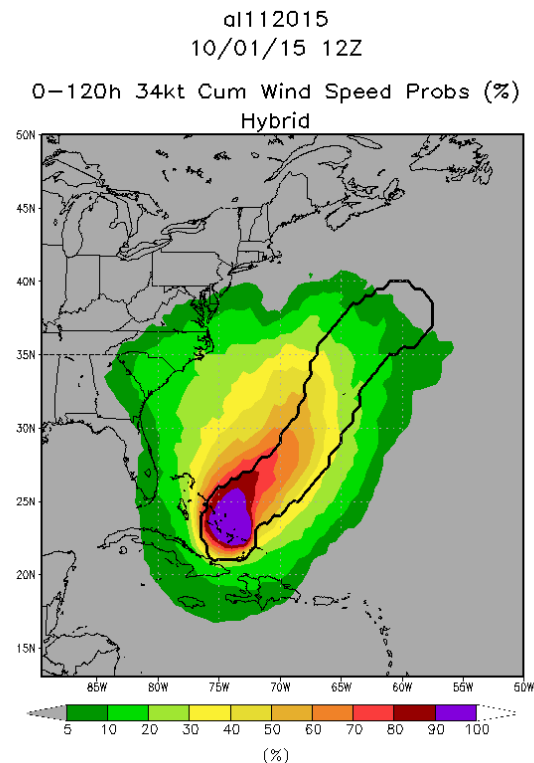 al112015
10/01/15 12Z
0-120h 34kt Cum Wind Speed Probs (%)
Hybrid
50N
45N
40N
35N
30N
25N
20N
15N
85W 80W 75W 70W 65W 60W 55W 50W
5 10 20 30 40 50 60 70 80 90 100
(%)